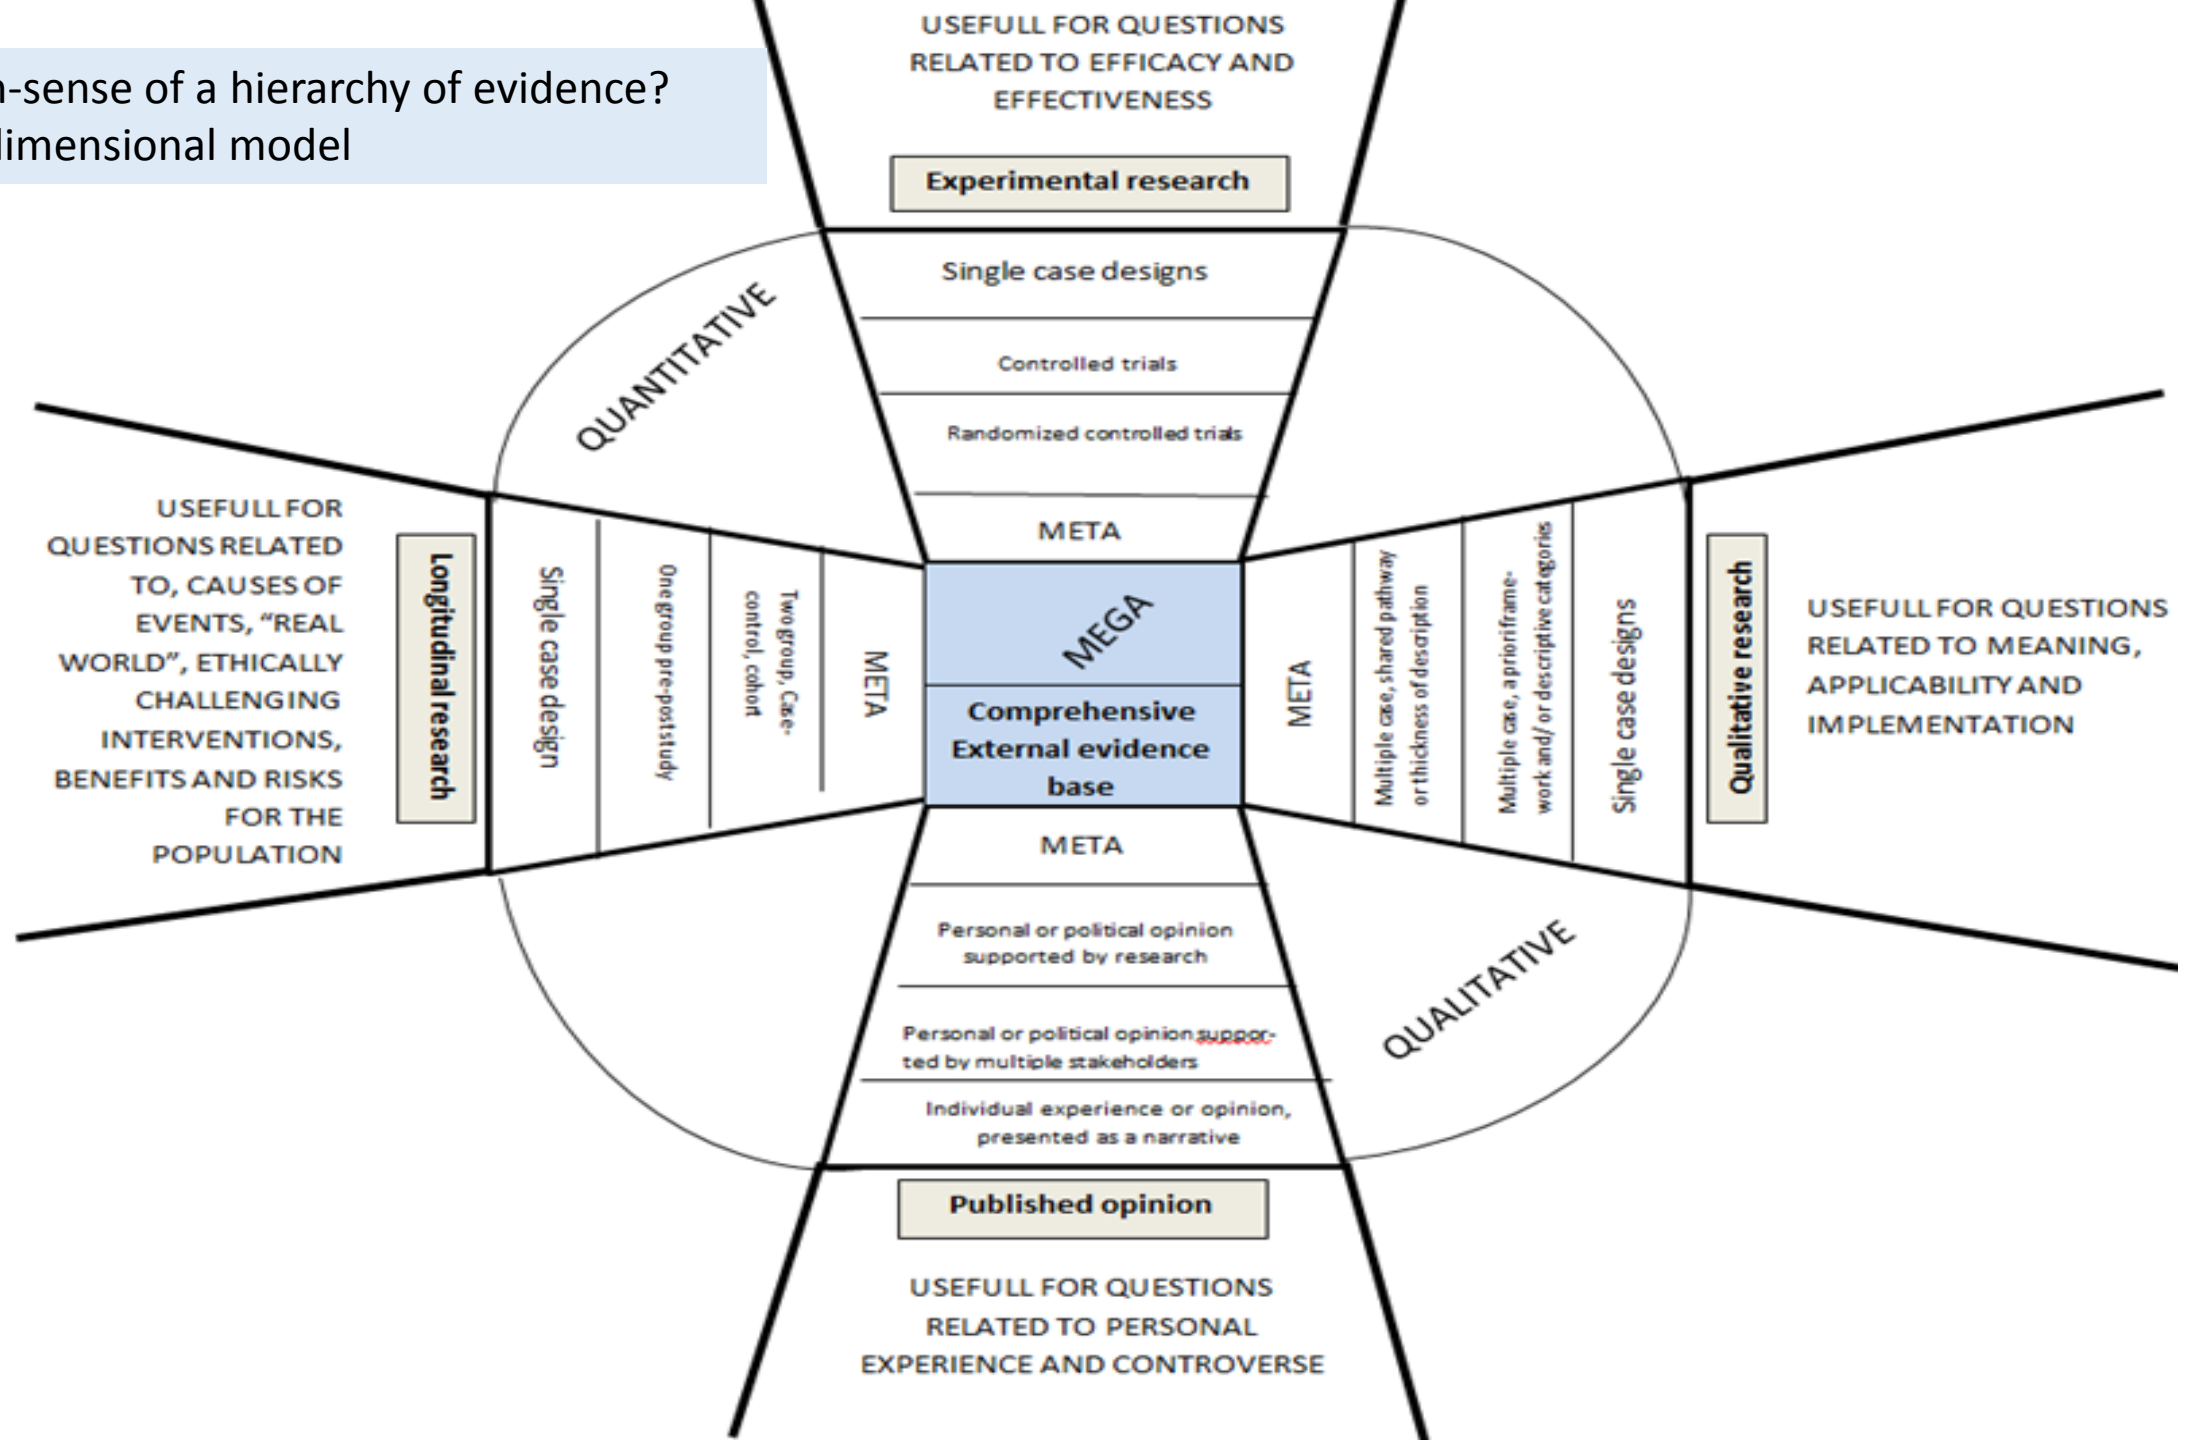 n-sense of a hierarchy of evidence?
dimensional model
USEFULL FOR QUESTIONS
RELATED TO EFFICACY AND
EFFECTIVENESS
Experimental research
Single case designs
Controlled trials
Randomized controlled trials
META
QUANTITATIVE
USEFULL FOR
QUESTIONS RELATED
TO, CAUSES OF
EVENTS, “REAL
WORLD”, ETHICALLY
CHALLENGING
INTERVENTIONS,
BENEFITS AND RISKS
FOR THE
POPULATION
Longitudinal research
Single case design
One group pre-poststudy
Two group, Case-
control, cohort
META
MEGA
Comprehensive
External evidence
base
META
Multiple case, shared pathway
or thickness of description
Multiple case, a priori frame-
work and/ or descriptive categories
Single case designs
Qualitative research
USEFULL FOR QUESTIONS
RELATED TO MEANING,
APPLICABILITY AND
IMPLEMENTATION
META
Personal or political opinion
supported by research
Personal or political opinion suppor-
ted by multiple stakeholders
Individual experience or opinion,
presented as a narrative
QUALITATIVE
Published opinion
USEFULL FOR QUESTIONS
RELATED TO PERSONAL
EXPERIENCE AND CONTROVERSE